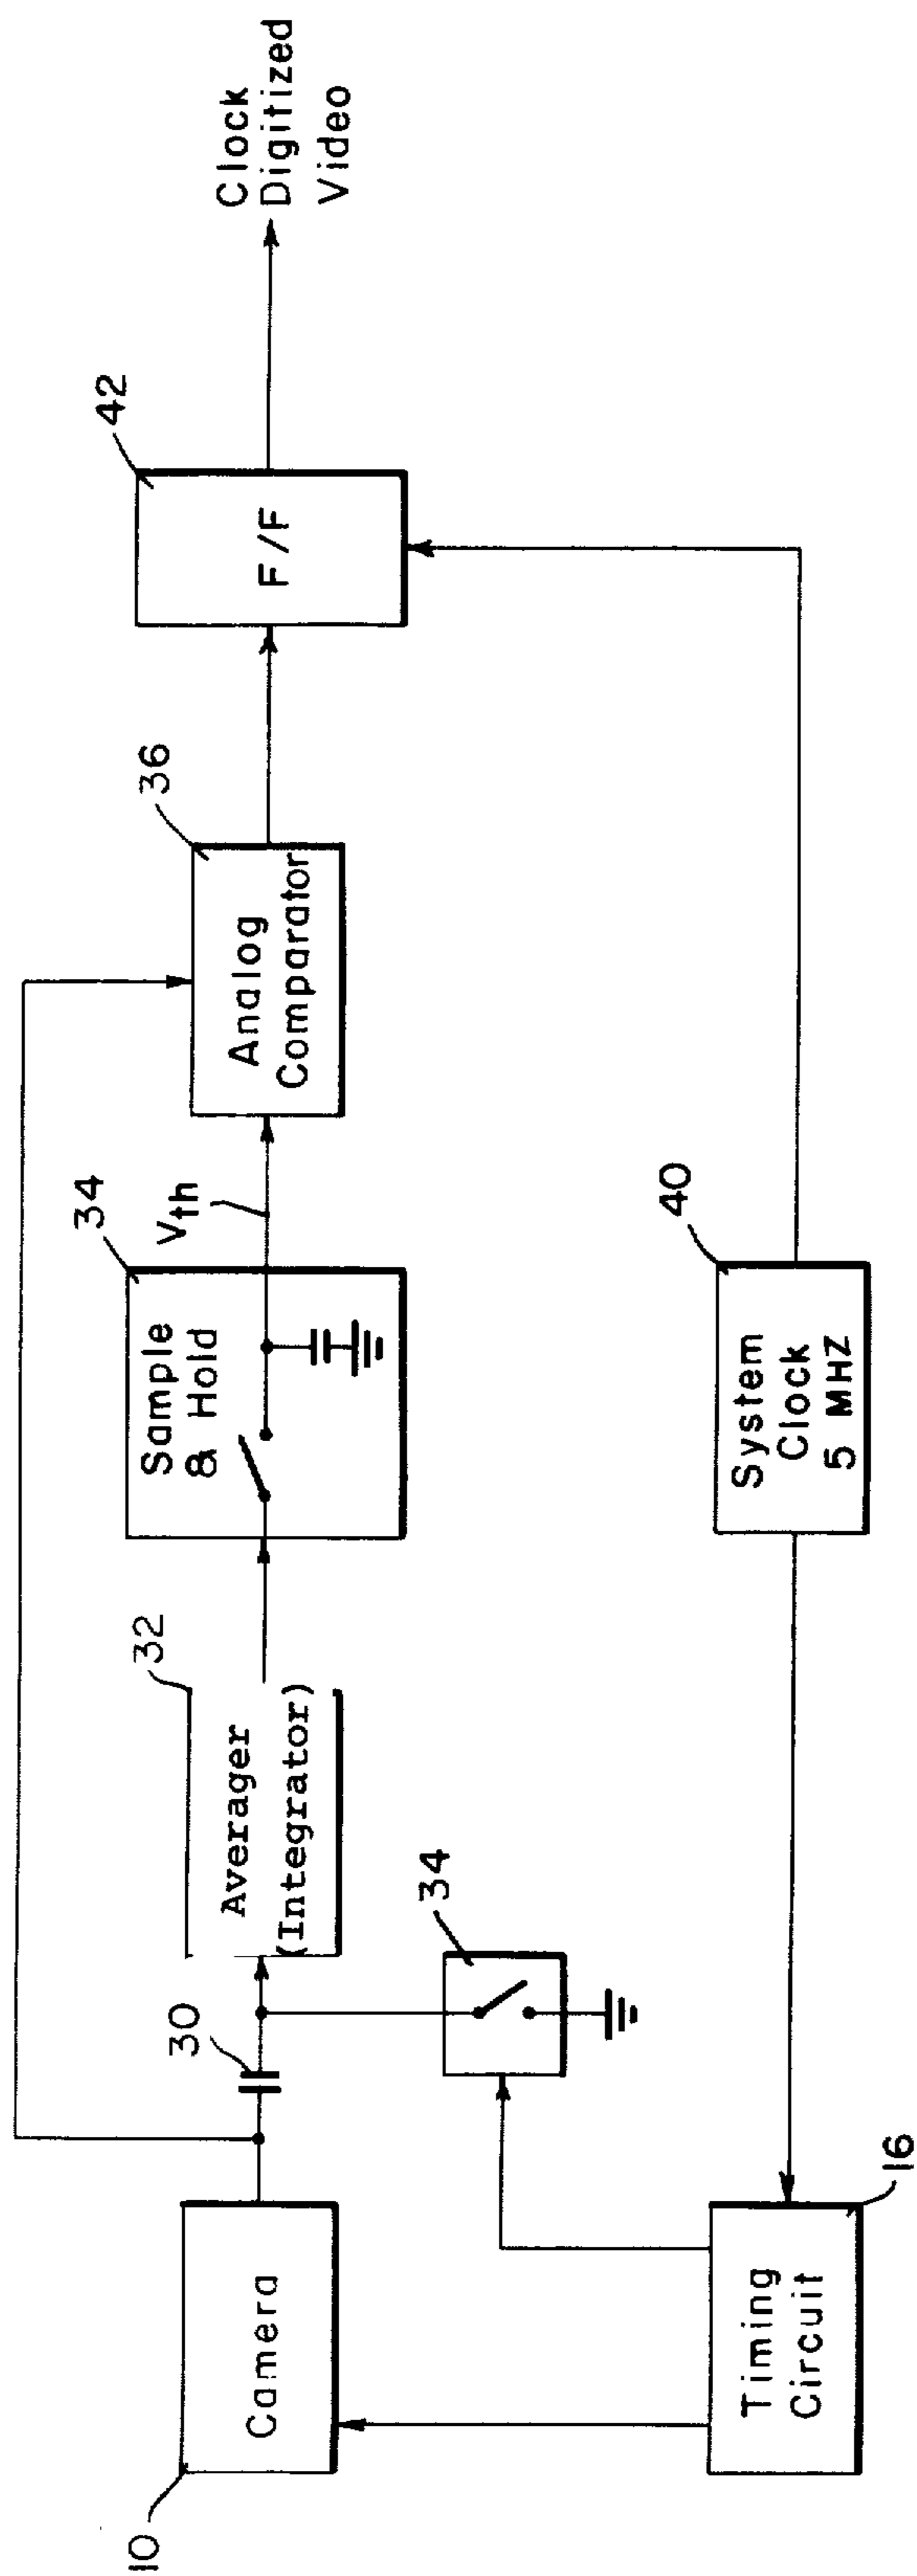 10
Camera
30
32
Averager
(Integrator)
34
Sample
& Hold
Vth
36
Analog
Comparator
42
F/F
Clock
Digitized
Video
34
16
Timing
Circuit
40
System
Clock
5 MHZ